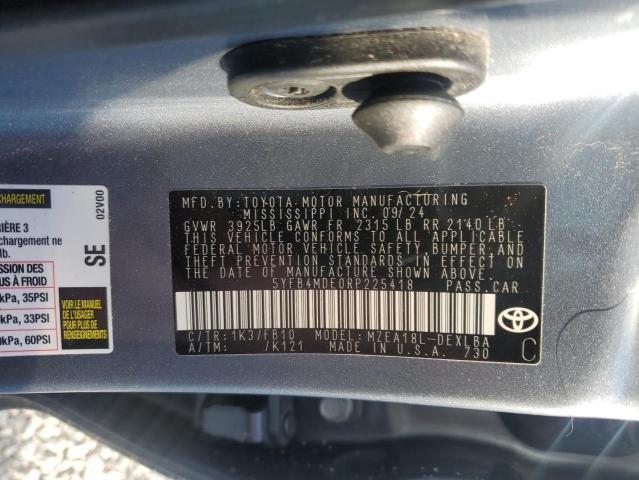 CHARGEMENT
RIÈRE 3
chargement ne
lb.
SSION DES
US À FROID
kPa, 35PSI
kPa, 33PSI
kPa, 60PSI
VOIR LE MANUEL
DE L'USAGER
POUR PLUS DE
RENSEIGNEMENTS
02V00
SE
MFD.BY:TOYOTA MOTOR MANUFACTURING
MISSISSIPPI INC. 09/24
GVWR 3925LB GAWR FR 2315 LB RR 2140LB
THIS VEHICLE CONFORMS TO ALL APPLICABLE
FEDERAL MOTOR VEHICLE SAFETY, BUMPER, AND
THEFT PREVENTION STANDARDS IN EFFECT ON
THE DATE OF MANUFACTURE SHOWN ABOVE.
5YFB4MDE0RP225418 PASS.CAR
C/TR:1K3/FB10 MODEL:MZEA18L-DEXLBA
A/TM: /K121 MADE IN U.S.A. 730
TOYOTA
C